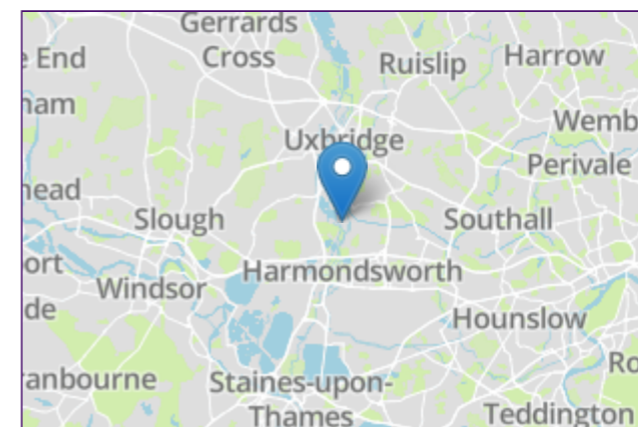 Gerrards
Cross
e End
Ruislip
Harrow
ham
Wemb
Uxbridge
Perivale
head
Slough
Southall
ort
Harmondsworth
Windsor
de
Hounslow
Ro
anbourne
Staines-upon-
Thames
Teddington